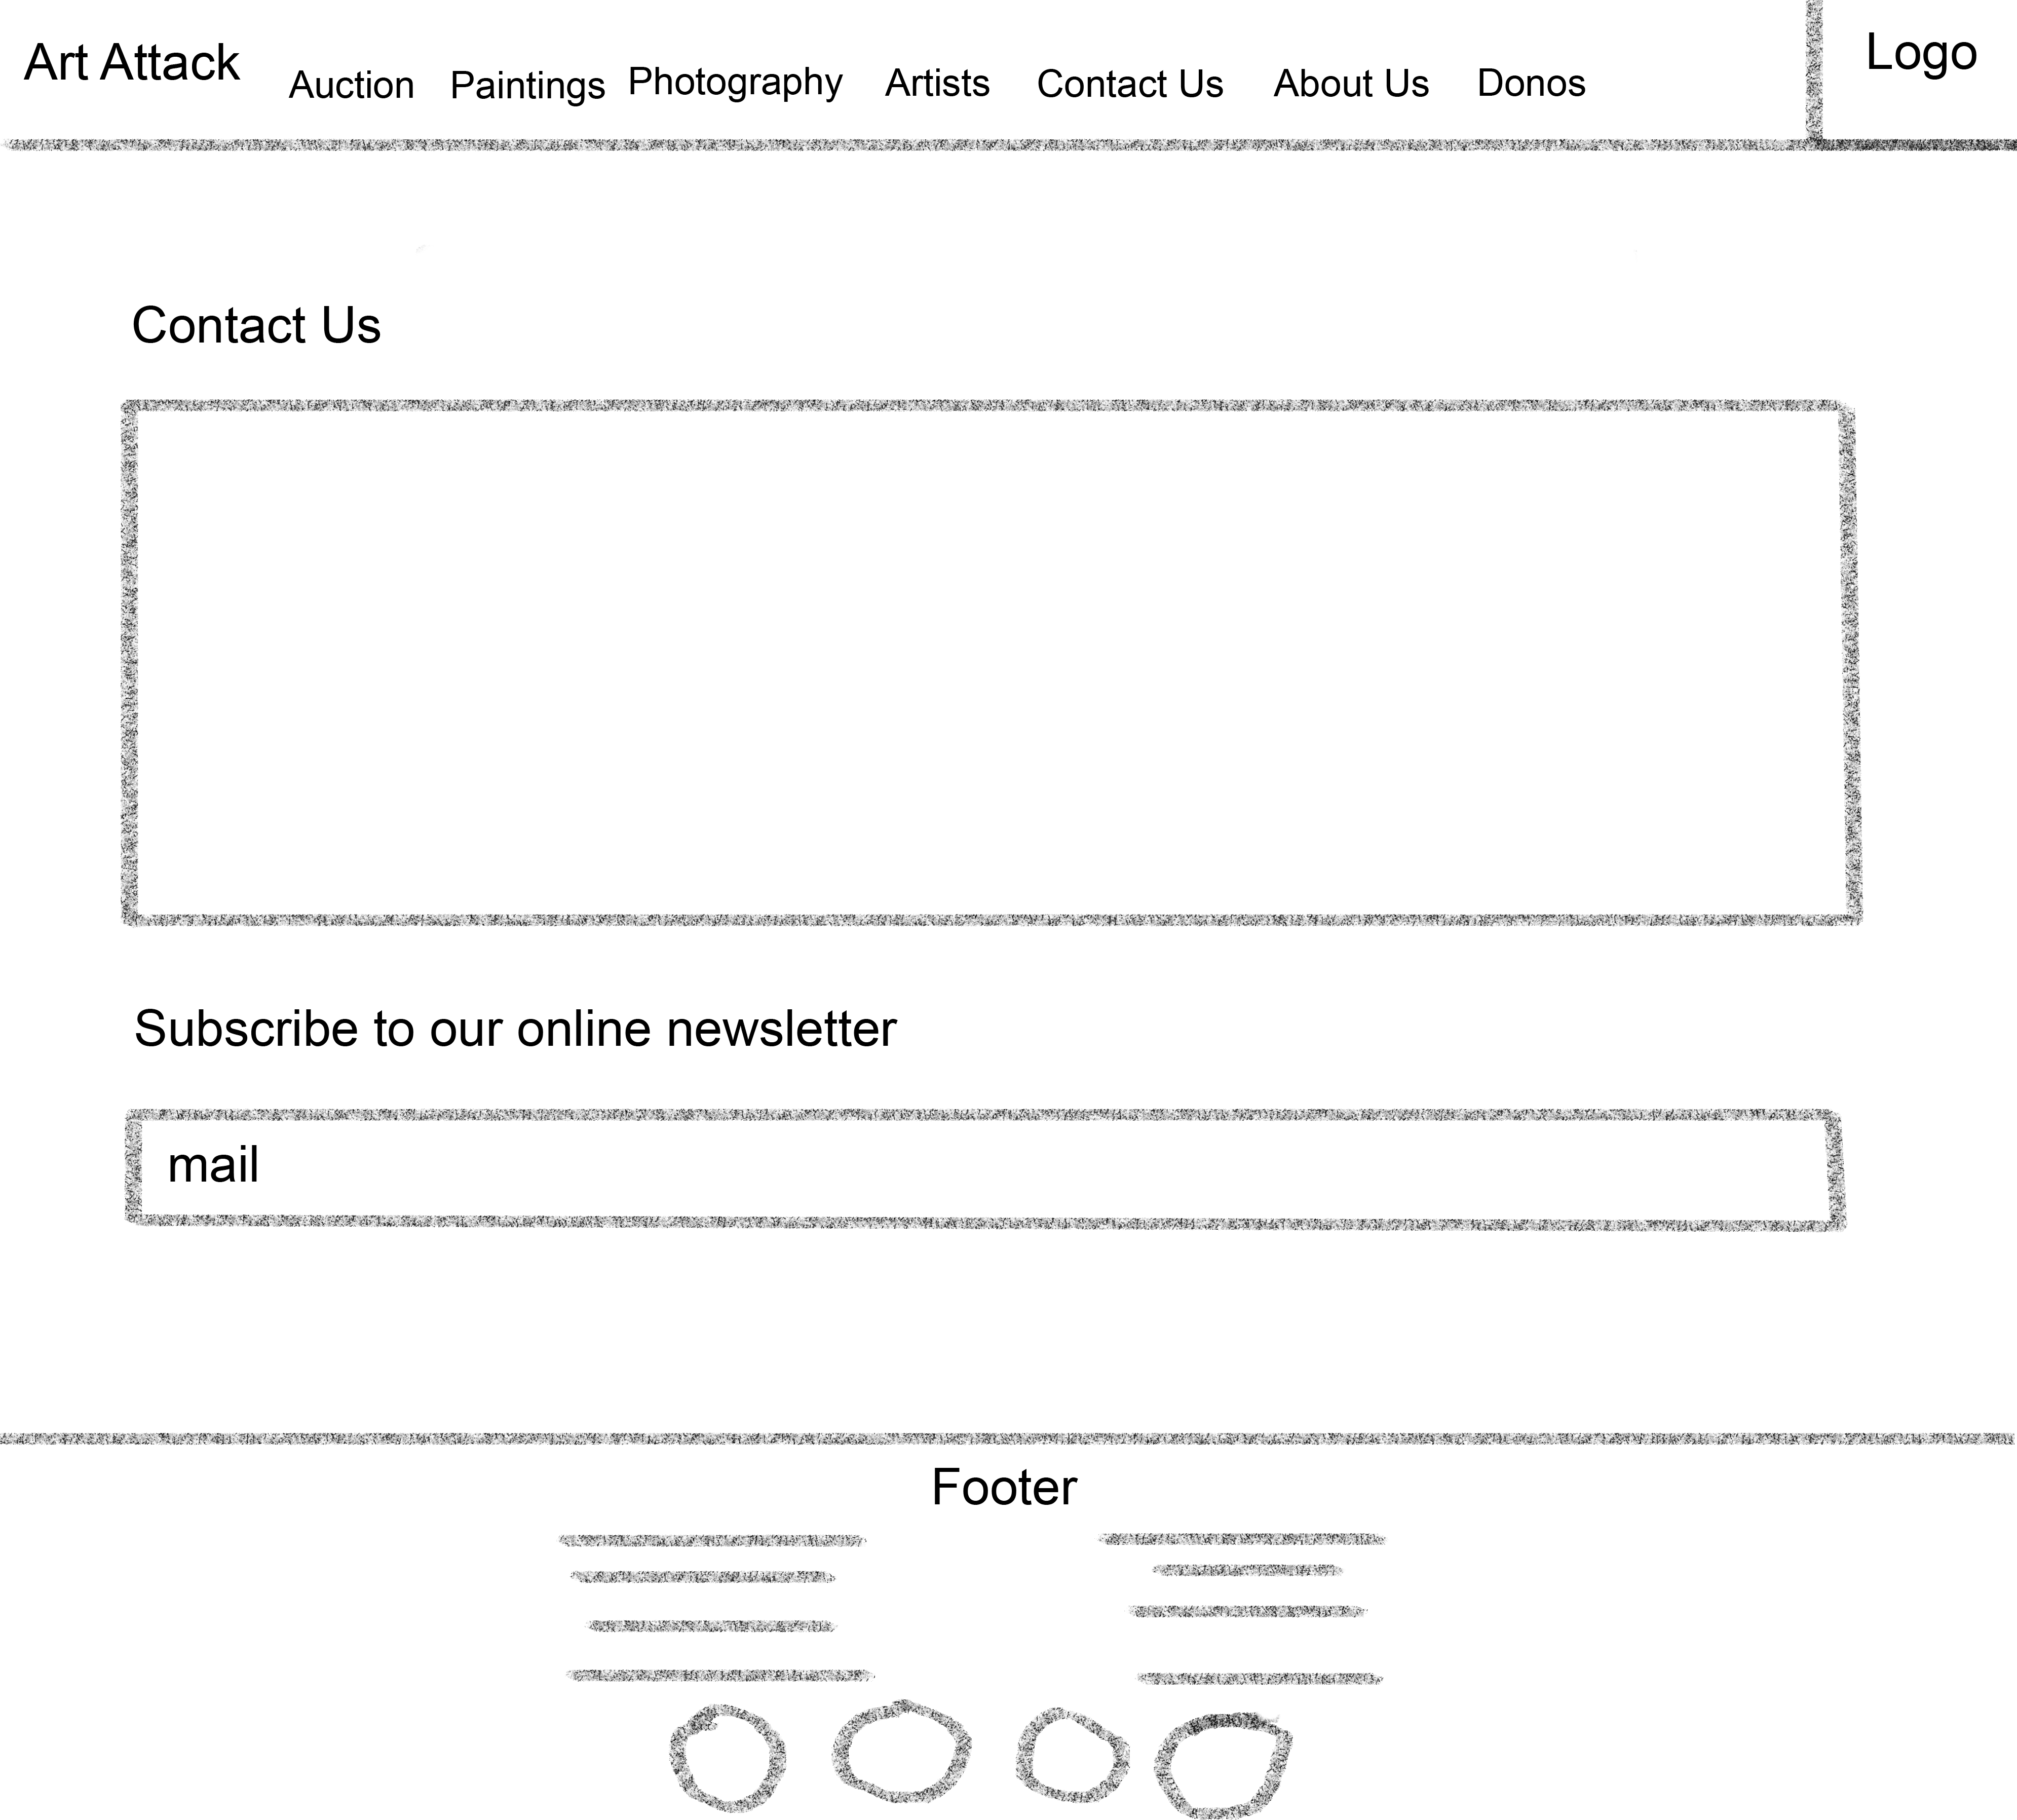 Art Attack Auction Paintings Photography Artists Contact Us About Us Donos Logo
Contact Us
Subscribe to our online newsletter
mail
Footer